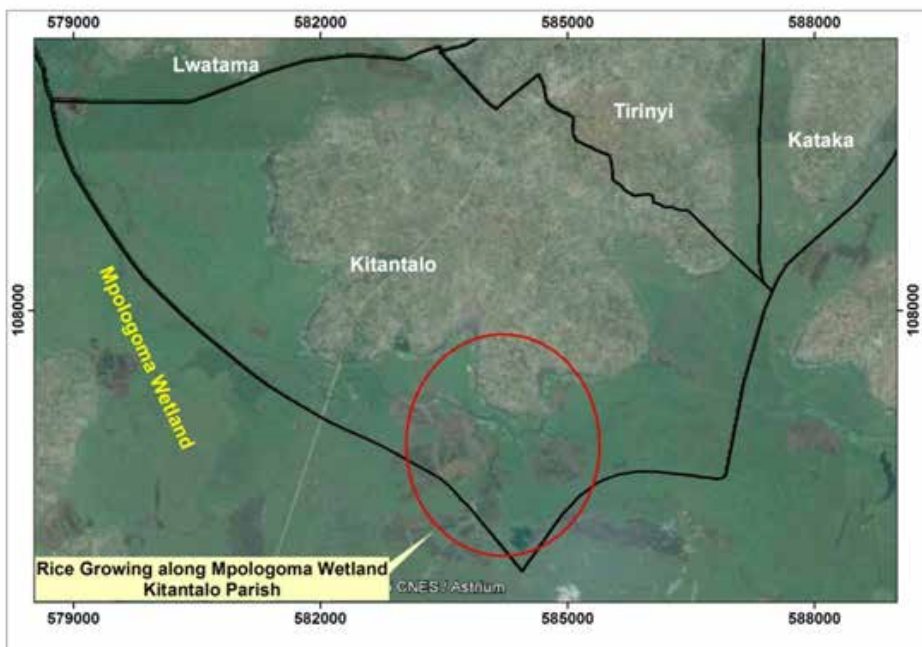 579000 582000 585000 588000
Lwatama
Tirinyi
Kataka
Kitantalo
108000
108000
Mpologoma Wetland
Rice Growing along Mpologoma Wetland
Kitantalo Parish
CNES / Astrium
579000 582000 585000 588000